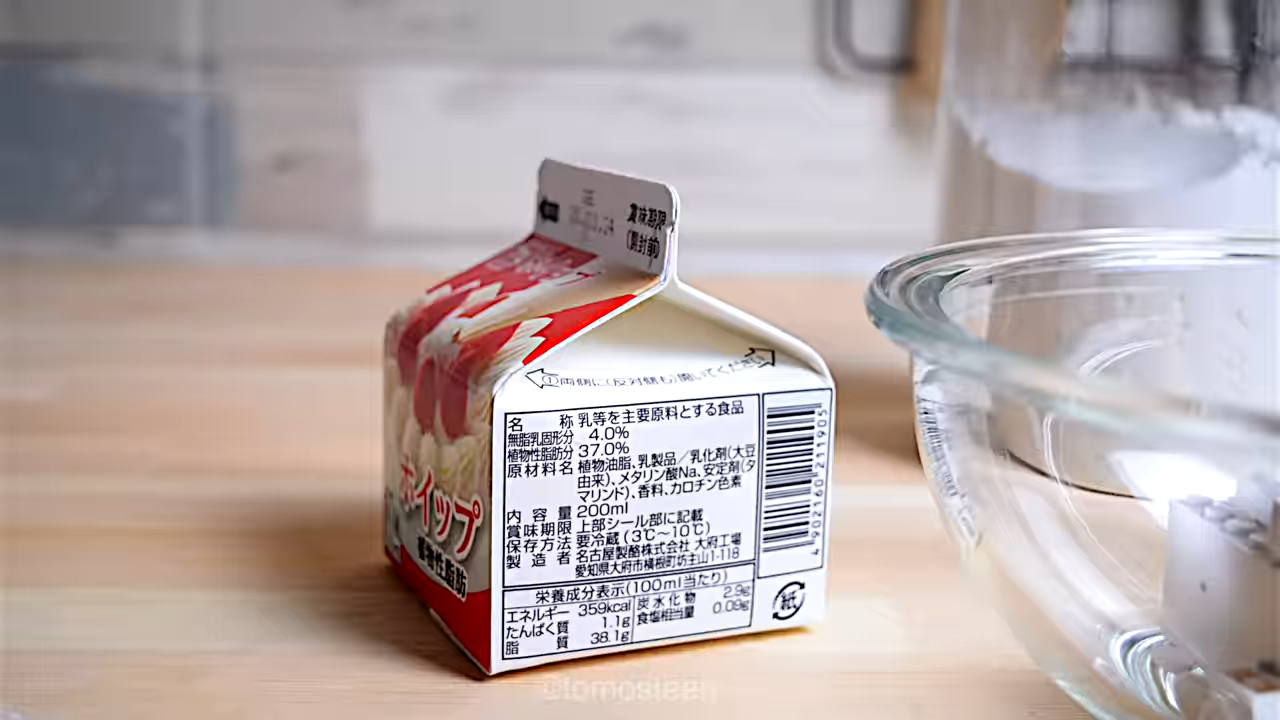 賞味期限
(開封前)
①両側に(反対側も)開いてください
ホイップ
植物性脂肪
名 称 乳等を主要原料とする食品
無脂乳固形分 4.0%
植物性脂肪分 37.0%
原材料名 植物油脂、乳製品/乳化剤(大豆
由来)、メタリン酸Na、安定剤(タ
マリンド)、香料、カロチン色素
内容量 200ml
賞味期限 上部シール部に記載
保存方法 要冷蔵(3℃~10℃)
製造者 名古屋製酪株式会社 大府工場
愛知県大府市横根町坊主山1-118
栄養成分表示(100ml当たり)
エネルギー 359kcal 炭水化物 2.9g
たんぱく質 1.1g 食塩相当量 0.09g
脂質 38.1g
4 902160 211905
紙